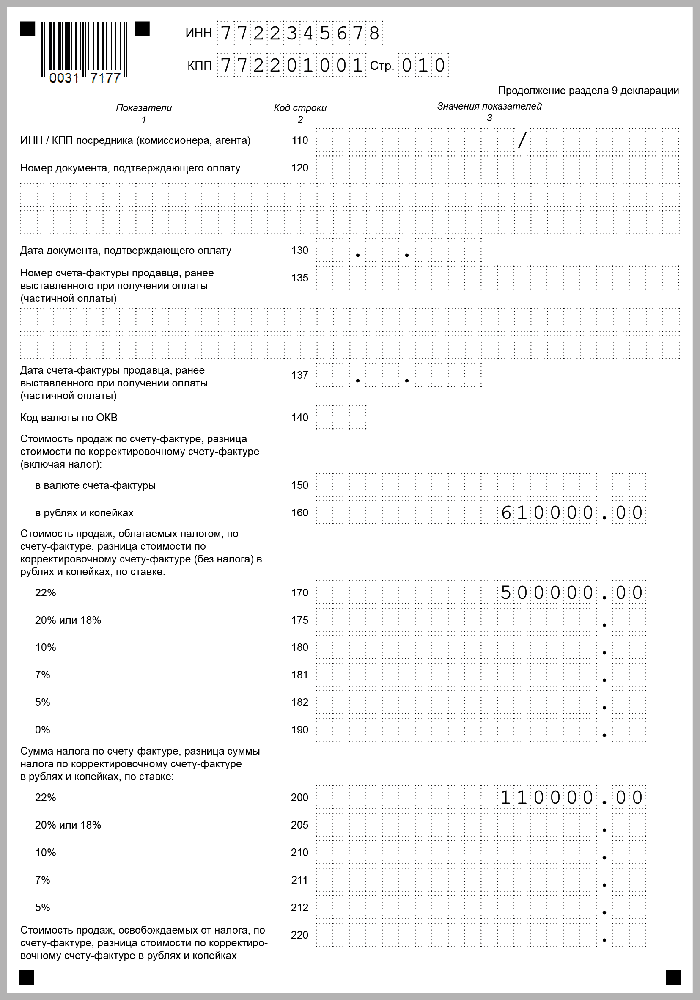 ИНН 7722345678
КПП 772201001 Стр. 010
0031 7177
Продолжение раздела 9 декларации
Показатели Код строки Значения показателей
1 2 3
ИНН / КПП посредника (комиссионера, агента) 110 /
Номер документа, подтверждающего оплату 120
Дата документа, подтверждающего оплату 130 . .
Номер счета-фактуры продавца, ранее 135
выставленного при получении оплаты
(частичной оплаты)
Дата счета-фактуры продавца, ранее 137 . .
выставленного при получении оплаты
(частичной оплаты)
Код валюты по ОКВ 140
Стоимость продаж по счету-фактуре, разница
стоимости по корректировочному счету-фактуре
(включая налог):
в валюте счета-фактуры 150
в рублях и копейках 160 610000.00
Стоимость продаж, облагаемых налогом, по
счету-фактуре, разница стоимости по
корректировочному счету-фактуре (без налога) в
рублях и копейках, по ставке:
22% 170 500000.00
20% или 18% 175 .
10% 180 .
7% 181 .
5% 182 .
0% 190 .
Сумма налога по счету-фактуре, разница суммы
налога по корректировочному счету-фактуре
в рублях и копейках, по ставке:
22% 200 110000.00
20% или 18% 205 .
10% 210 .
7% 211 .
5% 212 .
Стоимость продаж, освобождаемых от налога, по 220 .
счету-фактуре, разница стоимости по корректиро-
вочному счету-фактуре в рублях и копейках